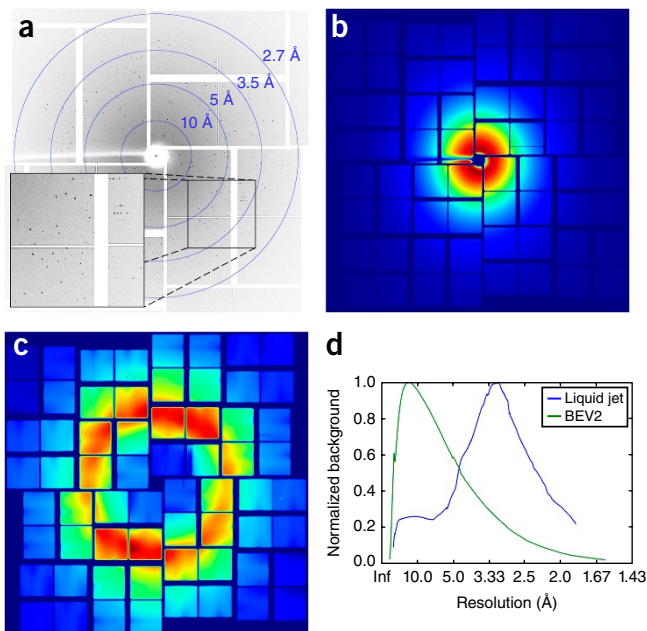 a
2.7 Å
3.5 Å
5 Å
10 Å
b
c
d
Normalized background
1.0
0.8
0.6
0.4
0.2
0.0
Liquid jet
BEV2
Inf 10.0 5.0 3.33 2.5 2.0 1.67 1.43
Resolution (Å)